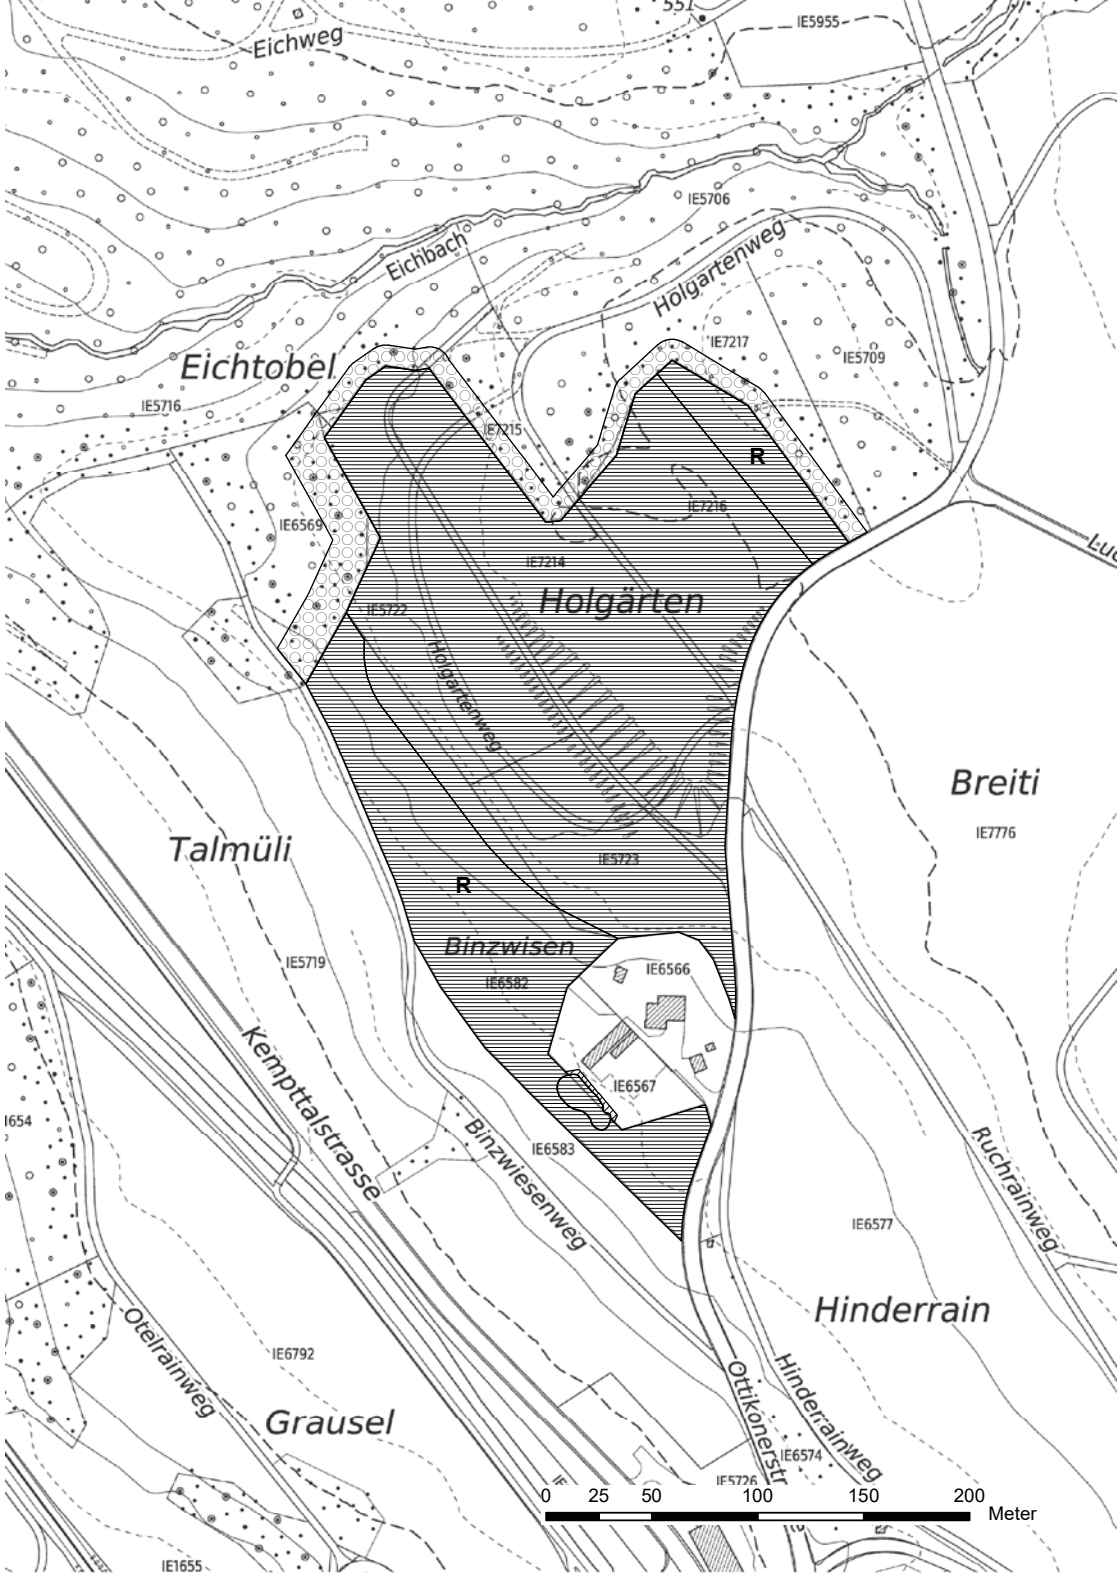 551
IE5955
Eichweg
IE5706
Eichbach
Holgartenweg
IE7217
IE5709
Eichtobel
IE5716
IE7215
R
IE7216
IE6569
IE7214
Holgärten
IE5722
Holgartenweg
Breiti
IE7776
Talmüli
IE5723
R
Binzwisen
IE6566
IE5719
IE6582
Kempttalstrasse
IE6567
1654
Binzwiesenweg
IE6583
Ruchrainweg
IE6577
Hinderrain
Otelrainweg
IE6792
Grausel
Ottikonerstr
Hinderrainweg
IE6574
IE5726
0 25 50 100 150 200
Meter
IE1655